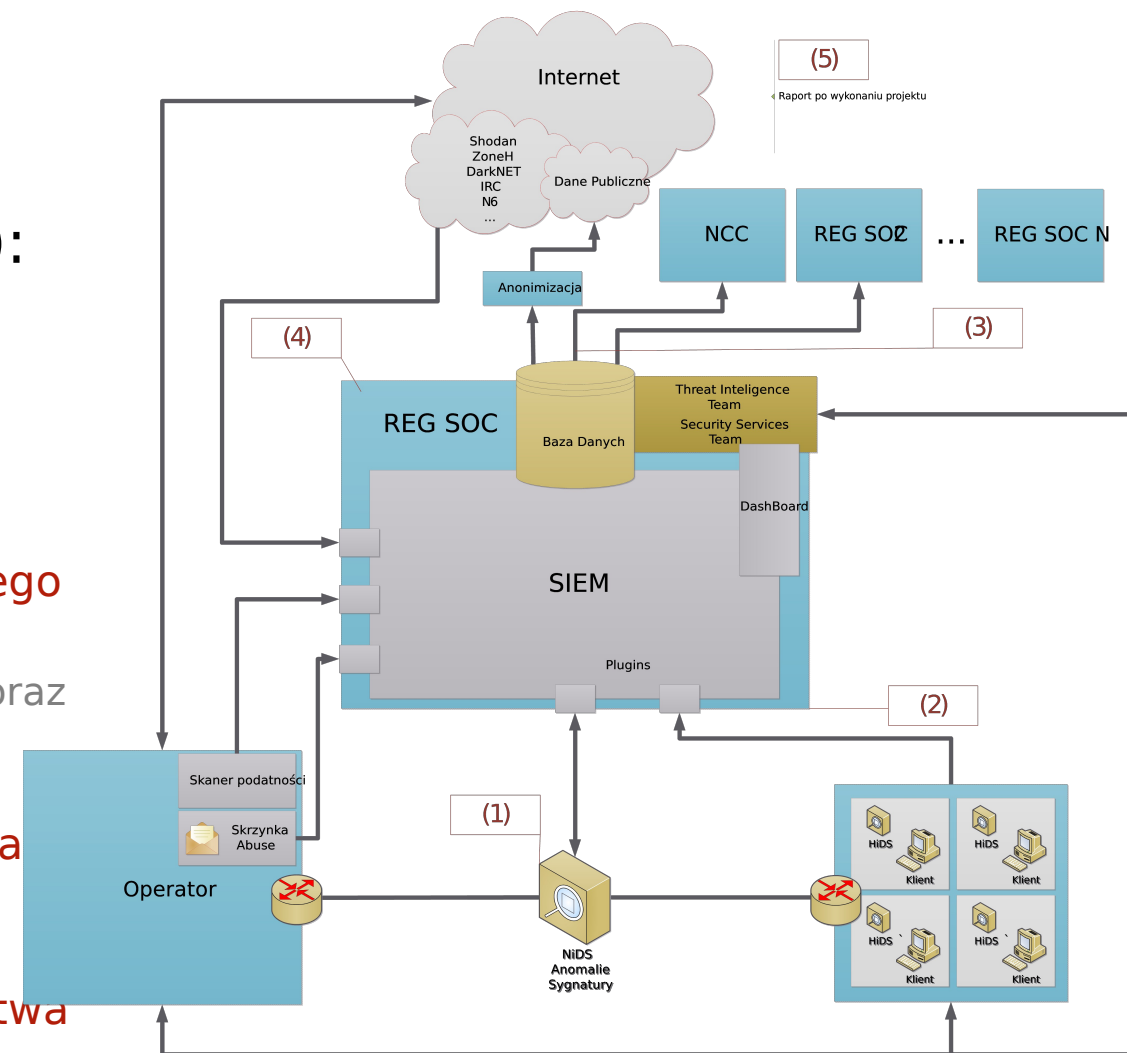 Internet
(5)
Raport po wykonaniu projektu
Shodan
ZoneH
DarkNET
IRC
N6
...
Dane Publiczne
NCC
REG SOC 2
...
REG SOC N
):
Anonimizacja
(3)
(4)
REG SOC
Baza Danych
Threat Inteligence
Team
Security Services
Team
DashBoard
SIEM
ego
oraz
Plugins
(2)
Skaner podatności
Skrzynka
Abuse
a
Operator
(1)
NiDS
Anomalie
Sygnatury
HiDS
Klient
HiDS
Klient
HiDS `
Klient
HiDS `
Klient
twa